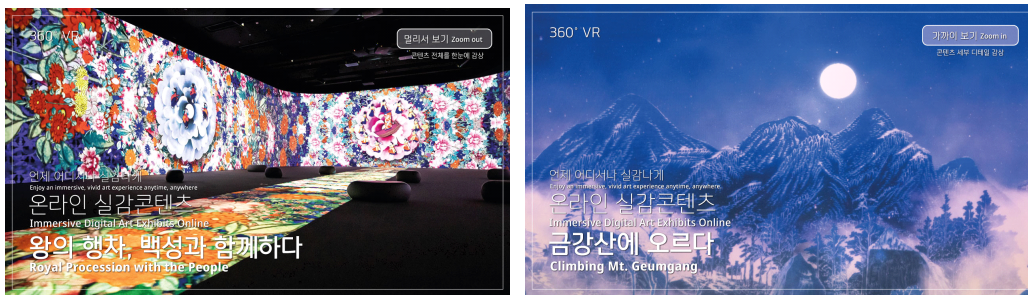 360° VR
멀리서 보기 Zoom out
콘텐츠 전체를 한눈에 감상
언제 어디서나 실감나게
Enjoy an immersive, vivid art experience anytime, anywhere
온라인 실감콘텐츠
Immersive Digital Art Exhibits Online
왕의 행차, 백성과 함께하다
Royal Procession with the People
360° VR
가까이 보기 Zoom in
콘텐츠 세부 디테일 감상
언제 어디서나 실감나게
Enjoy an immersive, vivid art experience anytime, anywhere
온라인 실감콘텐츠
Immersive Digital Art Exhibits Online
금강산에 오르다
Climbing Mt. Geumgang